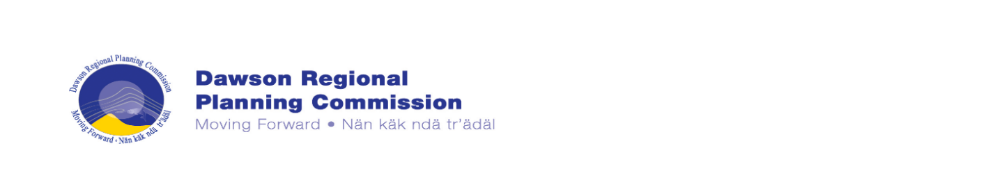 Dawson Regional Planning Commission
Moving Forward • Nän käk ndä tr'ädäl
Dawson Regional
Planning Commission
Moving Forward • Nän käk ndä tr'ädäl